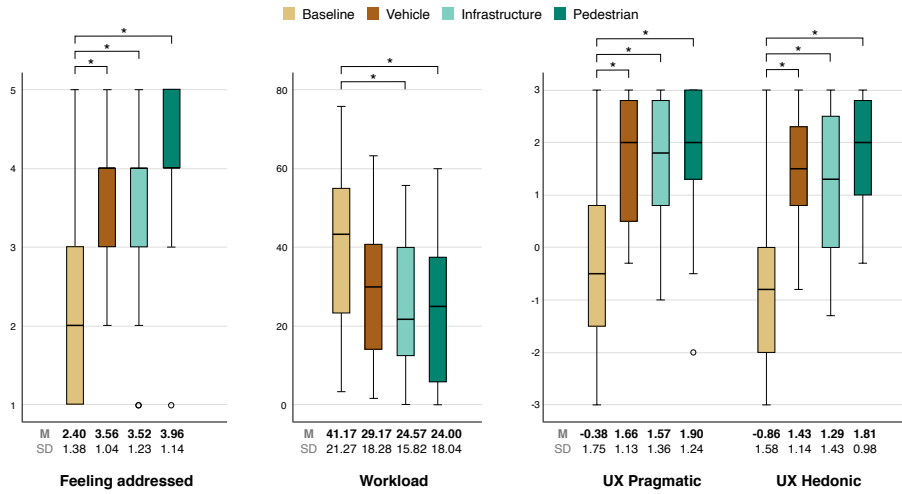 Baseline Vehicle Infrastructure Pedestrian
* * *
5
4
3
2
1
M 2.40 3.56 3.52 3.96
SD 1.38 1.04 1.23 1.14
Feeling addressed
* *
80
60
40
20
0
M 41.17 29.17 24.57 24.00
SD 21.27 18.28 15.82 18.04
Workload
* * *
* * *
3
2
1
0
-1
-2
-3
M -0.38 1.66 1.57 1.90 -0.86 1.43 1.29 1.81
SD 1.75 1.13 1.36 1.24 1.58 1.14 1.43 0.98
UX Pragmatic UX Hedonic